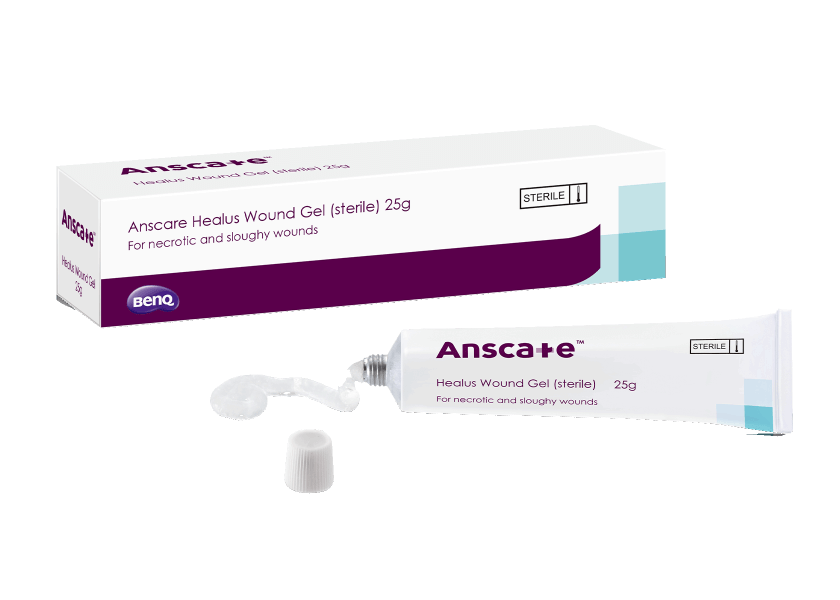 Anscare™
Healus Wound Gel (sterile) 25g
Anscare™
Healus Wound Gel
25g
Anscare Healus Wound Gel (sterile) 25g
For necrotic and sloughy wounds
STERILE
BenQ
Anscare™
Healus Wound Gel (sterile) 25g
For necrotic and sloughy wounds
STERILE